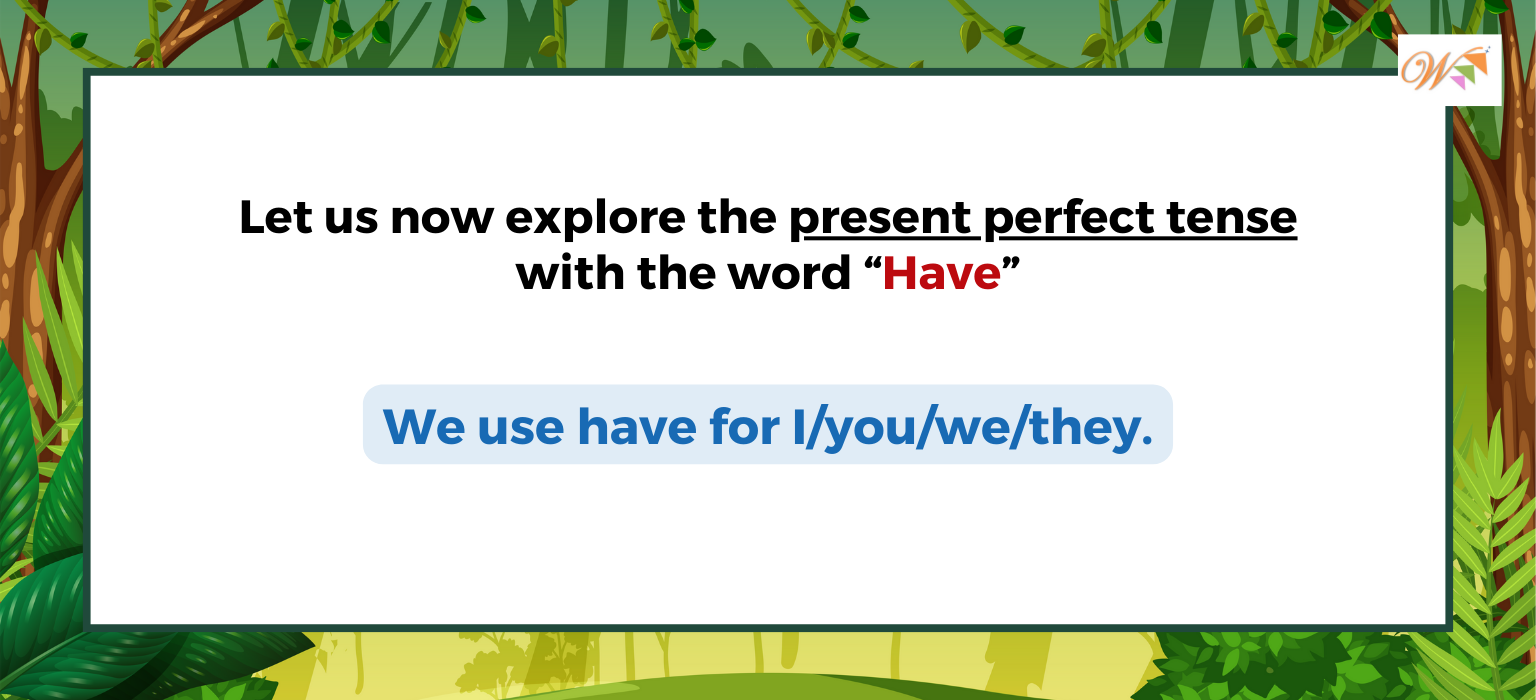 W
Let us now explore the present perfect tense
with the word “Have”
We use have for I/you/we/they.